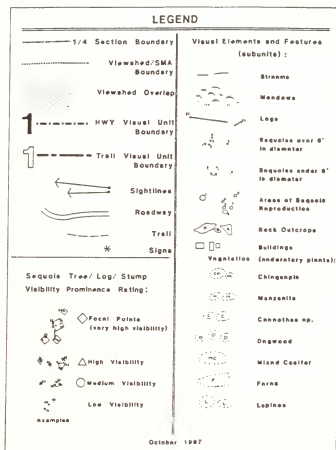 LEGEND
1/4 Section Boundary
Viewshed/SMA
Boundary
Viewshed Overlap
1 HWY Visual Unit
Boundary
1 Trail Visual Unit
Boundary
Sightlines
Roadway
Trail
* Signs
Sequoia Tree/ Log/ Stump
Visibility Prominence Rating:
Focal Points
(very high visibility)
High Visibility
Medium Visibility
Low Visibility
Examples
Visual Elements and Features
(subunits) :
Streams
Meadows
Logs
Sequoias over 6'
in diameter
Sequoias under 6'
in diameter
Areas of Sequoia
Reproduction
Rock Outcrops
Buildings
Vegetation (understory plants):
Chinquapin
Manzanita
Ceanothus sp.
Dogwood
Mixed Conifer
Ferns
Lupines
October 1987